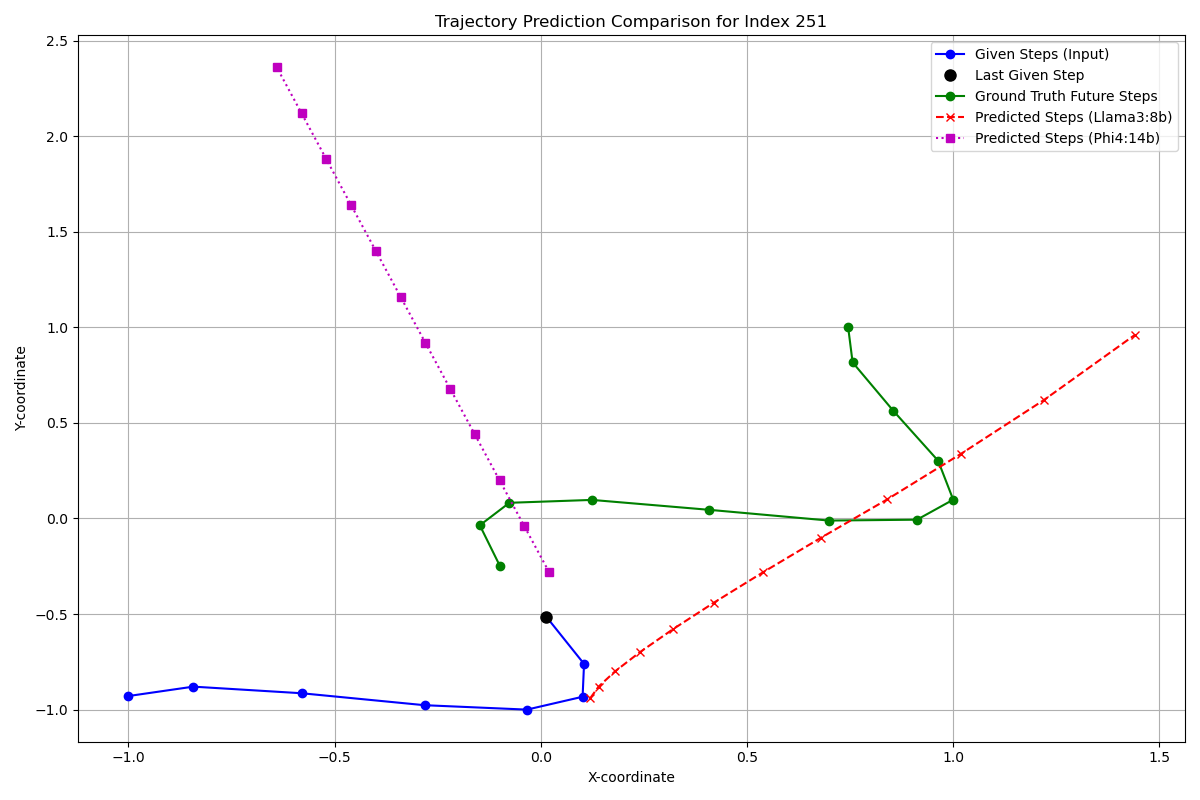 Trajectory Prediction Comparison for Index 251
Given Steps (Input)
Last Given Step
Ground Truth Future Steps
Predicted Steps (Llama3:8b)
Predicted Steps (Phi4:14b)
Y-coordinate
2.5
2.0
1.5
1.0
0.5
0.0
−0.5
−1.0
−1.0
−0.5
0.0
0.5
1.0
1.5
X-coordinate